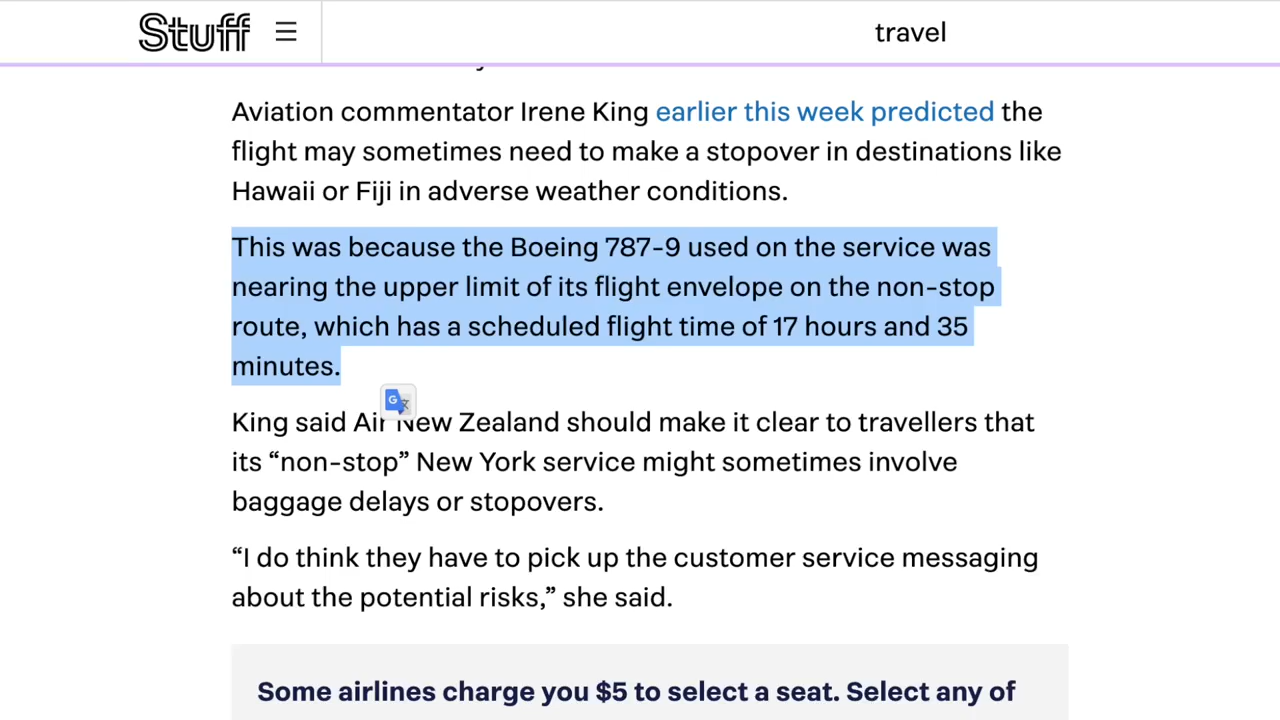 Stuff
travel
Aviation commentator Irene King earlier this week predicted the
flight may sometimes need to make a stopover in destinations like
Hawaii or Fiji in adverse weather conditions.
This was because the Boeing 787-9 used on the service was
nearing the upper limit of its flight envelope on the non-stop
route, which has a scheduled flight time of 17 hours and 35
minutes.
King said Air New Zealand should make it clear to travellers that
its “non-stop” New York service might sometimes involve
baggage delays or stopovers.
“I do think they have to pick up the customer service messaging
about the potential risks,” she said.
Some airlines charge you $5 to select a seat. Select any of